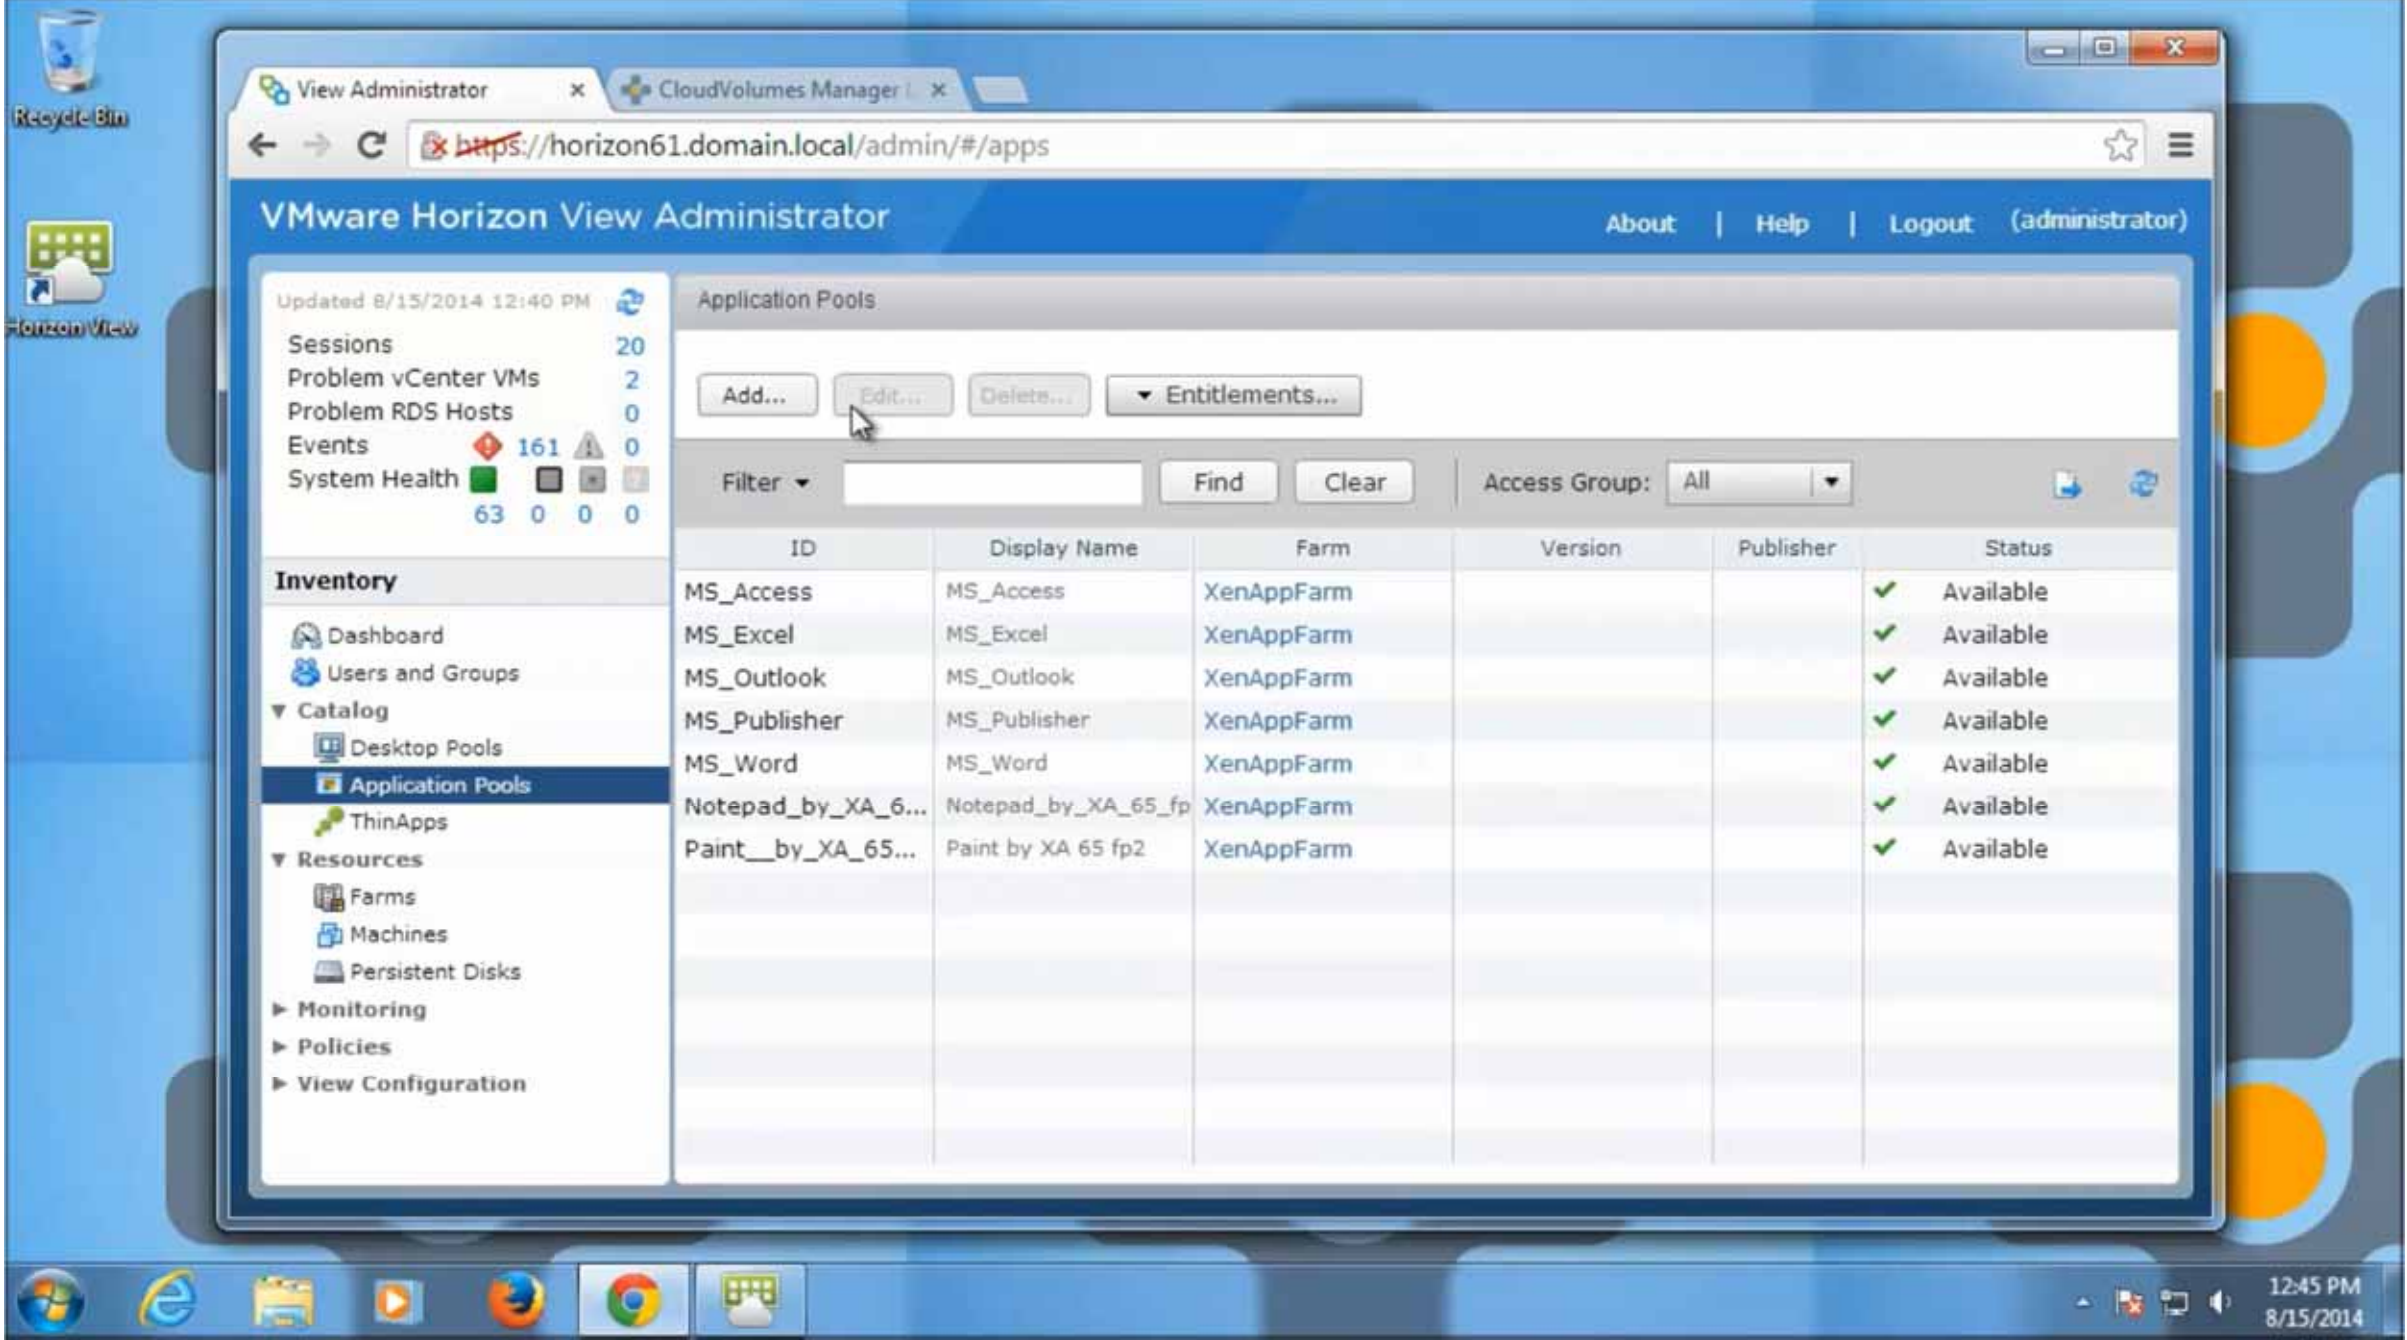 Recycle Bin
Horizon View
View Administrator
CloudVolumes Manager
https://horizon61.domain.local/admin/#/apps
VMware Horizon View Administrator
About | Help | Logout (administrator)
Updated 8/15/2014 12:40 PM
Sessions 20
Problem vCenter VMs 2
Problem RDS Hosts 0
Events 161 0
System Health
63 0 0 0
Inventory
Dashboard
Users and Groups
Catalog
Desktop Pools
Application Pools
ThinApps
Resources
Farms
Machines
Persistent Disks
Monitoring
Policies
View Configuration
Application Pools
Add... Edit... Delete... Entitlements...
Filter Find Clear Access Group: All
ID Display Name Farm Version Publisher Status
MS_Access MS_Access XenAppFarm Available
MS_Excel MS_Excel XenAppFarm Available
MS_Outlook MS_Outlook XenAppFarm Available
MS_Publisher MS_Publisher XenAppFarm Available
MS_Word MS_Word XenAppFarm Available
Notepad_by_XA_6... Notepad_by_XA_65_fp XenAppFarm Available
Paint__by_XA_65... Paint by XA 65 fp2 XenAppFarm Available
12:45 PM
8/15/2014